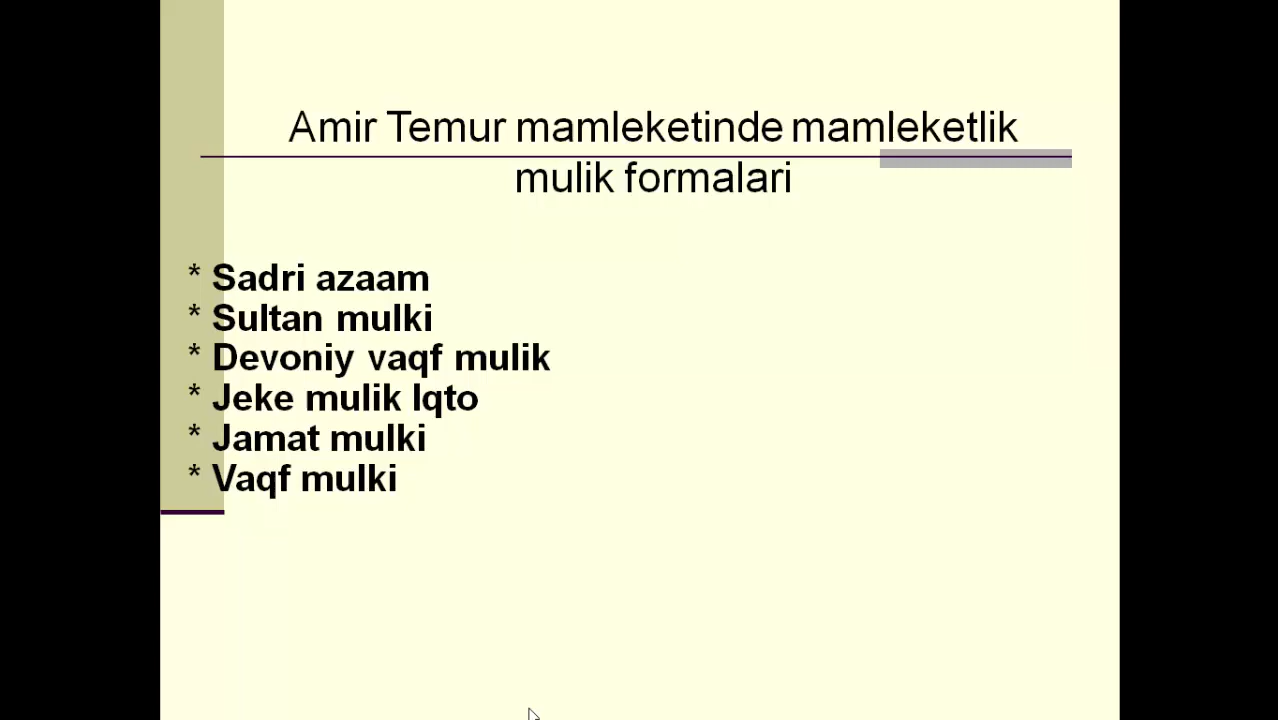 Amir Temur mamleketinde mamleketlik
mulik formalari
* Sadri azaam
* Sultan mulki
* Devoniy vaqf mulik
* Jeke mulik Iqto
* Jamat mulki
* Vaqf mulki